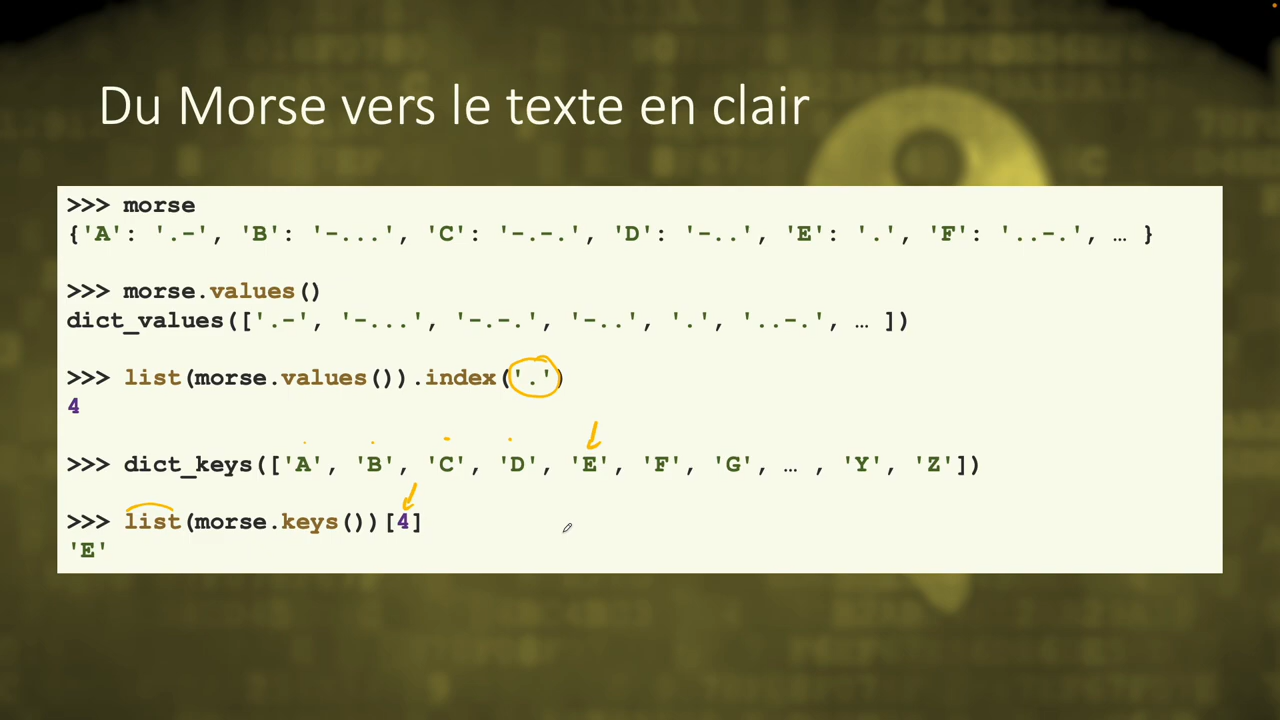 Du Morse vers le texte en clair
>>> morse
{'A': '.-', 'B': '-...', 'C': '-.-.', 'D': '-..', 'E': '.', 'F': '..-.', … }
>>> morse.values()
dict_values(['.-', '-...', '-.-.', '-..', '.', '..-.', … ])
>>> list(morse.values()).index('.')
4
>>> dict_keys(['A', 'B', 'C', 'D', 'E', 'F', 'G', … , 'Y', 'Z'])
>>> list(morse.keys())[4]
'E'